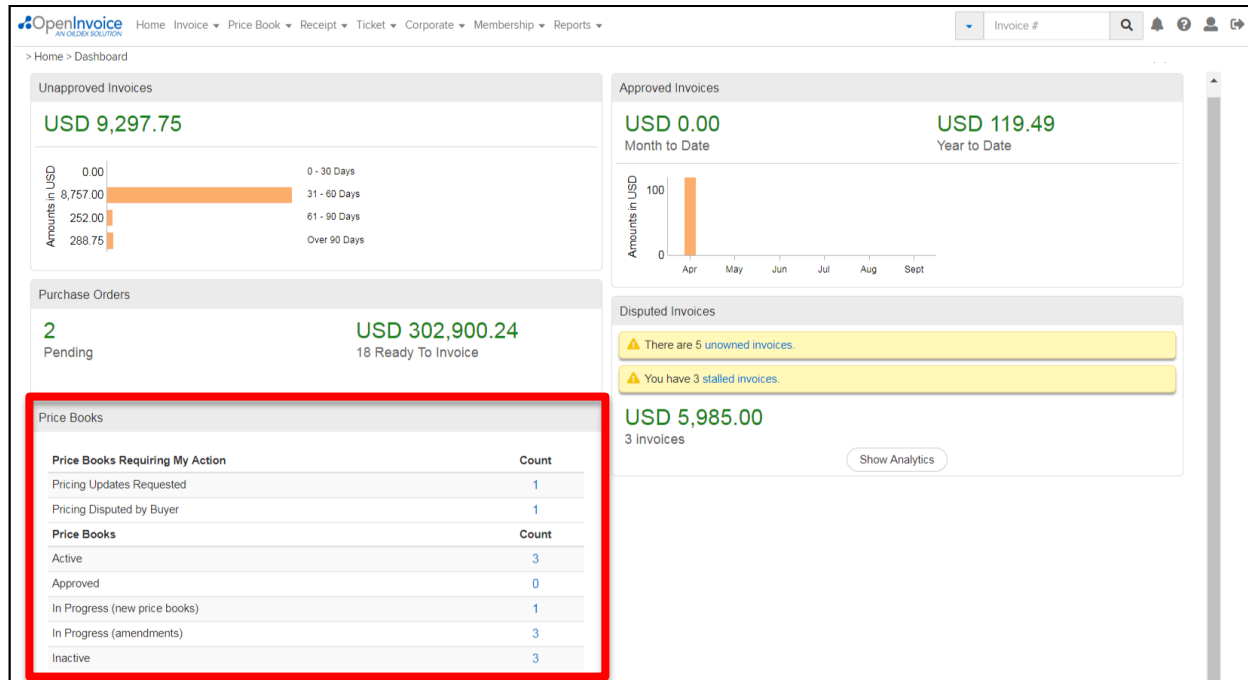 OpenInvoice
AN OILDEX SOLUTION
Home Invoice Price Book Receipt Ticket Corporate Membership Reports
Invoice #
> Home > Dashboard
Unapproved Invoices
USD 9,297.75
Amounts in USD
0.00 0 - 30 Days
8,757.00 31 - 60 Days
252.00 61 - 90 Days
288.75 Over 90 Days
Purchase Orders
2
Pending
USD 302,900.24
18 Ready To Invoice
Price Books
Price Books Requiring My Action Count
Pricing Updates Requested 1
Pricing Disputed by Buyer 1
Price Books Count
Active 3
Approved 0
In Progress (new price books) 1
In Progress (amendments) 3
Inactive 3
Approved Invoices
USD 0.00
Month to Date
USD 119.49
Year to Date
Amounts in USD
100
0
Apr May Jun Jul Aug Sept
Disputed Invoices
There are 5 unowned invoices.
You have 3 stalled invoices.
USD 5,985.00
3 invoices
Show Analytics